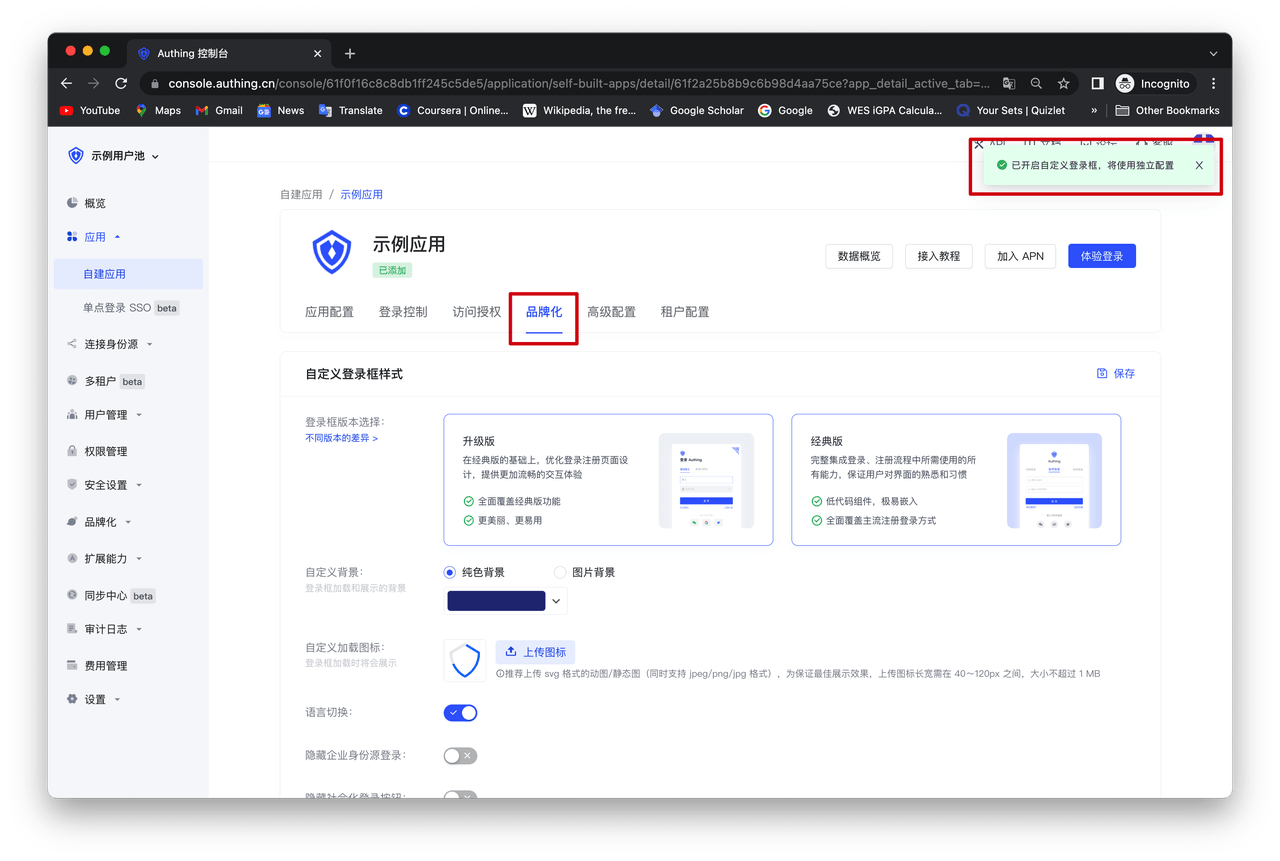 Authing 控制台
console.authing.cn/console/61f0f16c8c8db1ff245c5de5/application/self-built-apps/detail/61f2a25b8b9c6b98d4aa75ce?app_detail_active_tab=...
Incognito
YouTube
Maps
Gmail
News
Translate
Coursera | Online...
Wikipedia, the fre...
Google Scholar
Google
WES iGPA Calcula...
Your Sets | Quizlet
»
Other Bookmarks
示例用户池
已开启自定义登录框，将使用独立配置
概览
应用
自建应用
单点登录 SSO beta
连接身份源
多租户 beta
用户管理
权限管理
安全设置
品牌化
扩展能力
同步中心 beta
审计日志
费用管理
设置
自建应用 / 示例应用
示例应用
已添加
数据概览
接入教程
加入 APN
体验登录
应用配置
登录控制
访问授权
品牌化
高级配置
租户配置
自定义登录框样式
保存
登录框版本选择：
不同版本的差异 >
升级版
在经典版的基础上，优化登录注册页面设
计，提供更加流畅的交互体验
全面覆盖经典版功能
更美丽、更易用
经典版
完整集成登录、注册流程中所需使用的所
有能力，保证用户对界面的熟悉和习惯
低代码组件，极易嵌入
全面覆盖主流注册登录方式
自定义背景：
登录框加载和展示的背景
纯色背景
图片背景
自定义加载图标：
登录框加载时将会展示
上传图标
推荐上传 svg 格式的动图/静态图（同时支持 jpeg/png/jpg 格式），为保证最佳展示效果，上传图标长宽需在 40～120px 之间，大小不超过 1 MB
语言切换：
隐藏企业身份源登录：
隐藏社会化登录按钮：